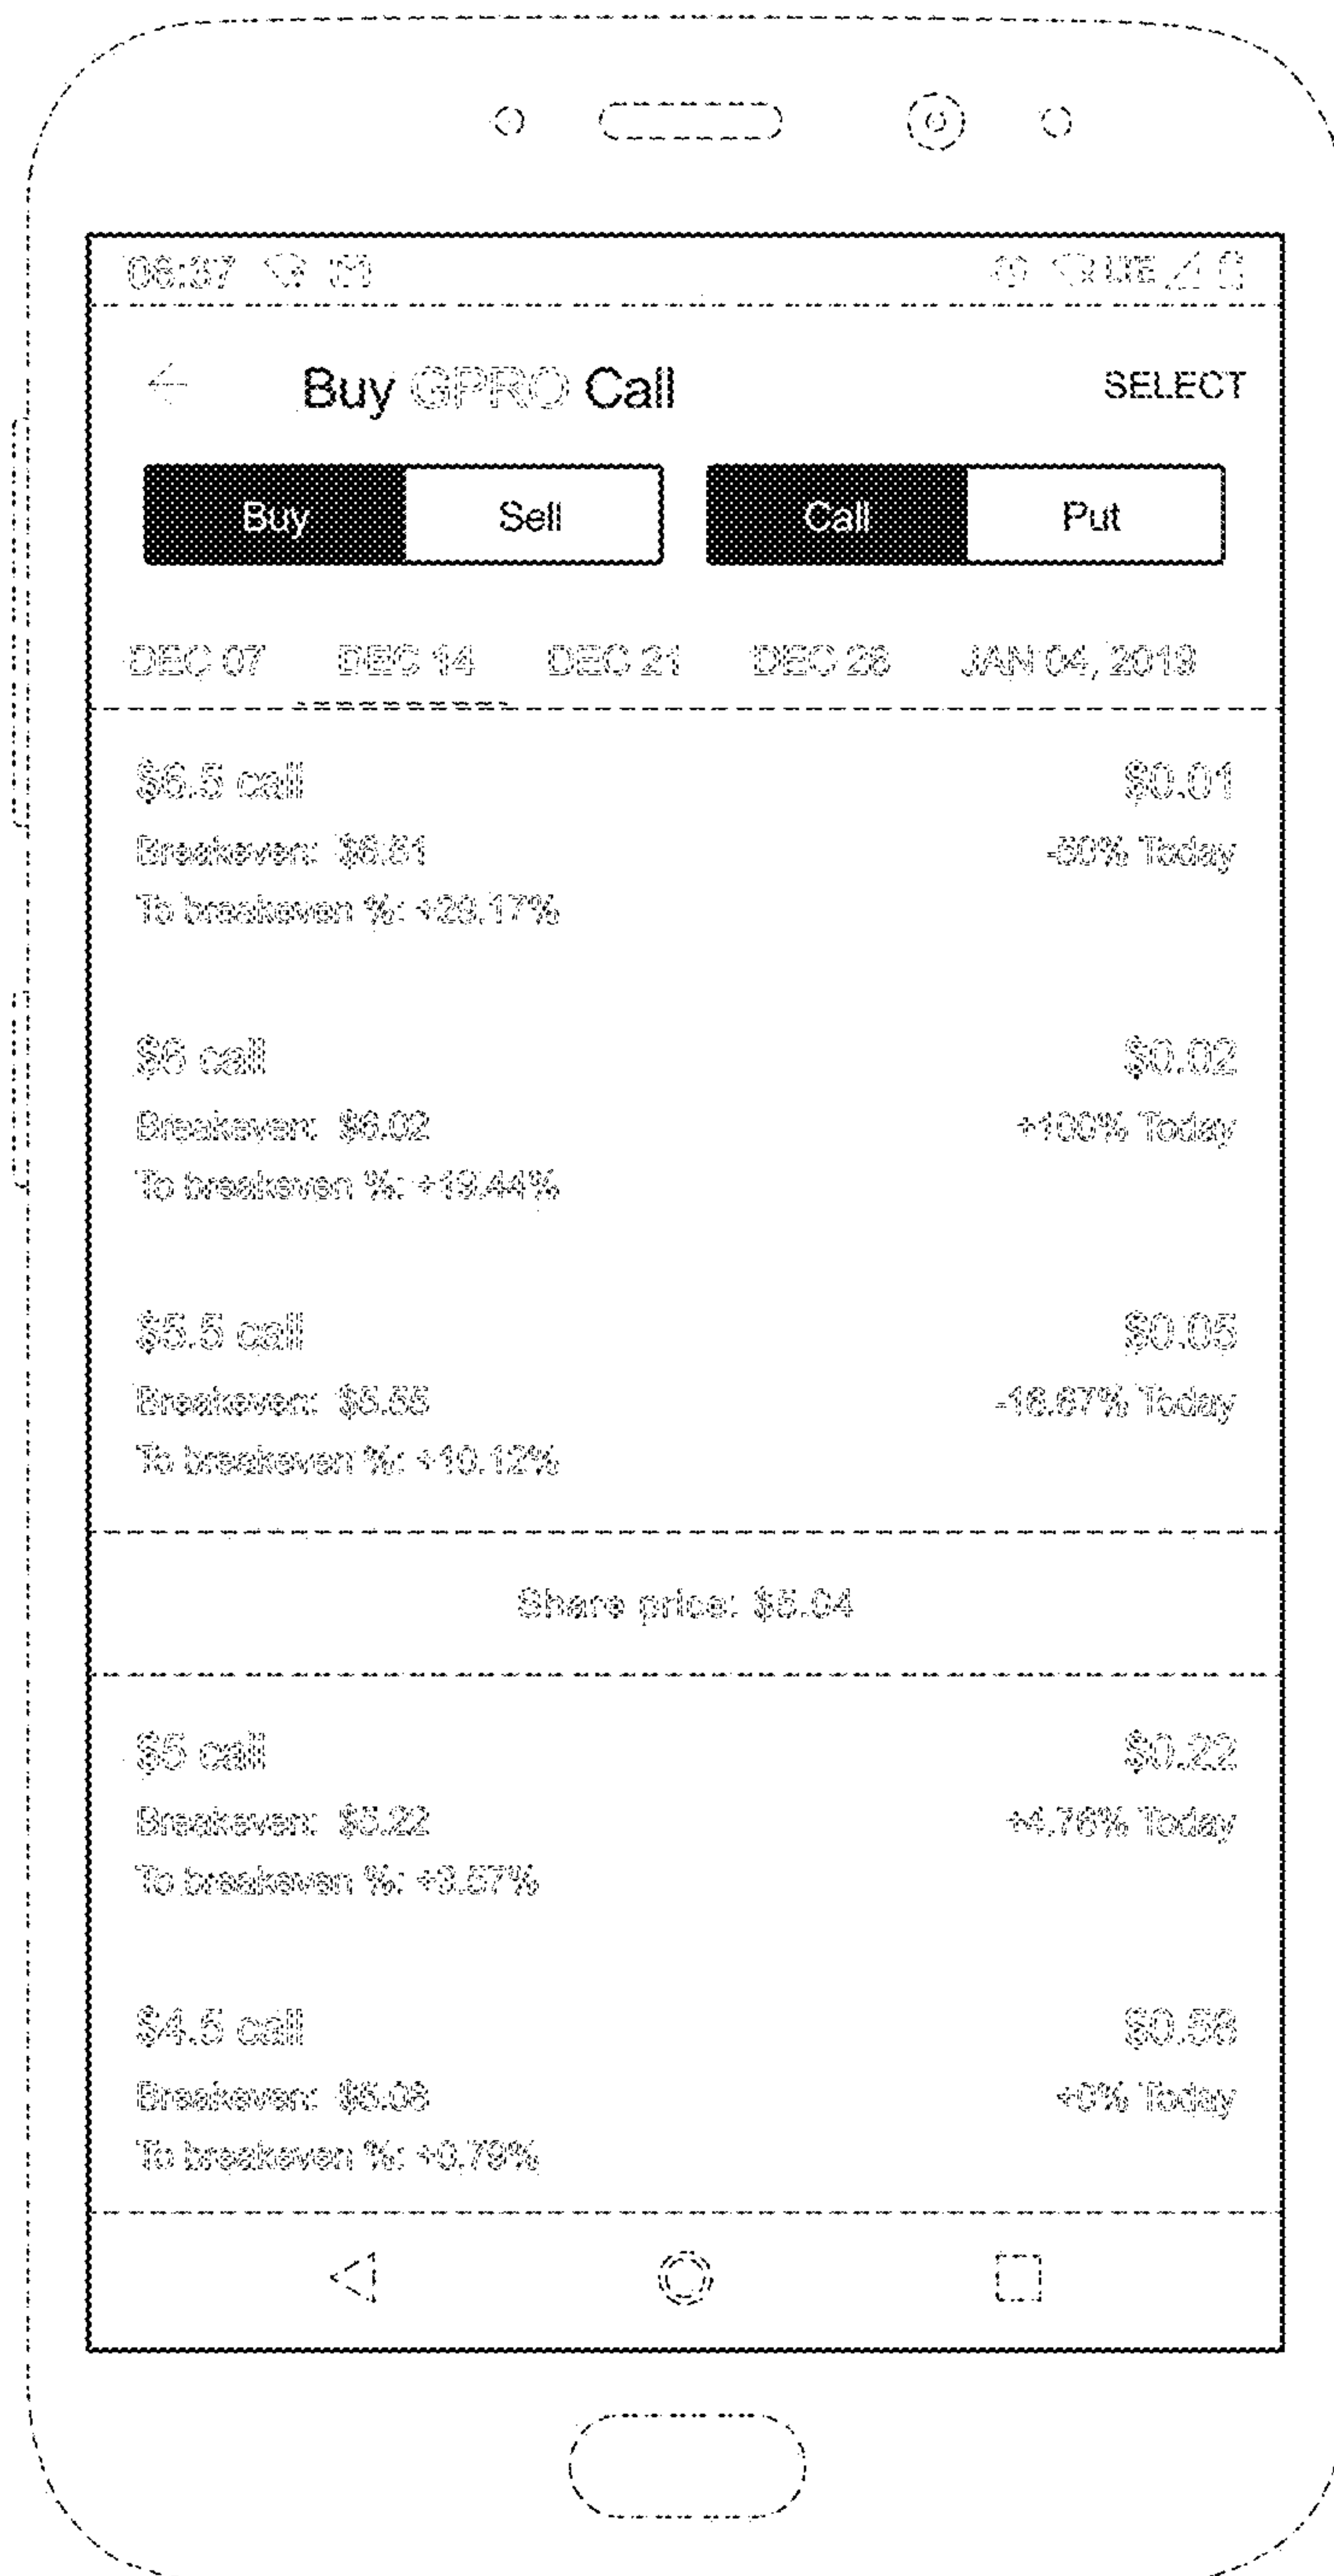 06:37 LTE
Buy GPRO Call SELECT
Buy Sell Call Put
DEC 07 DEC 14 DEC 21 DEC 28 JAN 04, 2019
$6.5 call $0.01
Breakeven: $6.51 -50% Today
To breakeven %: +29.17%
$6 call $0.02
Breakeven: $6.02 +100% Today
To breakeven %: +19.44%
$5.5 call $0.05
Breakeven: $5.55 -16.67% Today
To breakeven %: +10.12%
Share price: $5.04
$5 call $0.22
Breakeven: $5.22 +4.76% Today
To breakeven %: +3.57%
$4.5 call $0.58
Breakeven: $5.08 +0% Today
To breakeven %: +0.79%